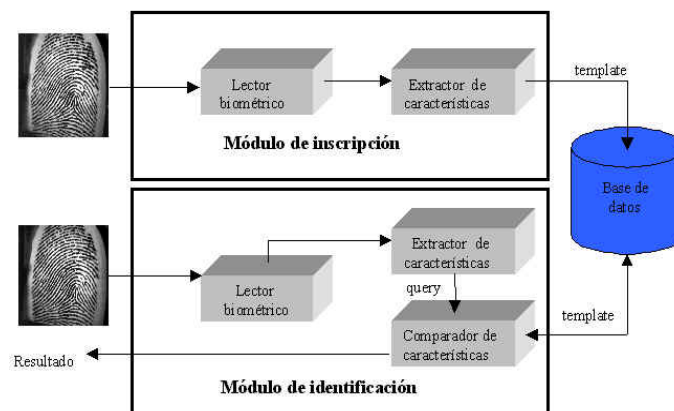 Lector
biométrico
Extractor de
características
template
Módulo de inscripción
Base de
datos
Lector
biométrico
Extractor de
características
query
Comparador de
características
template
Resultado
Módulo de identificación